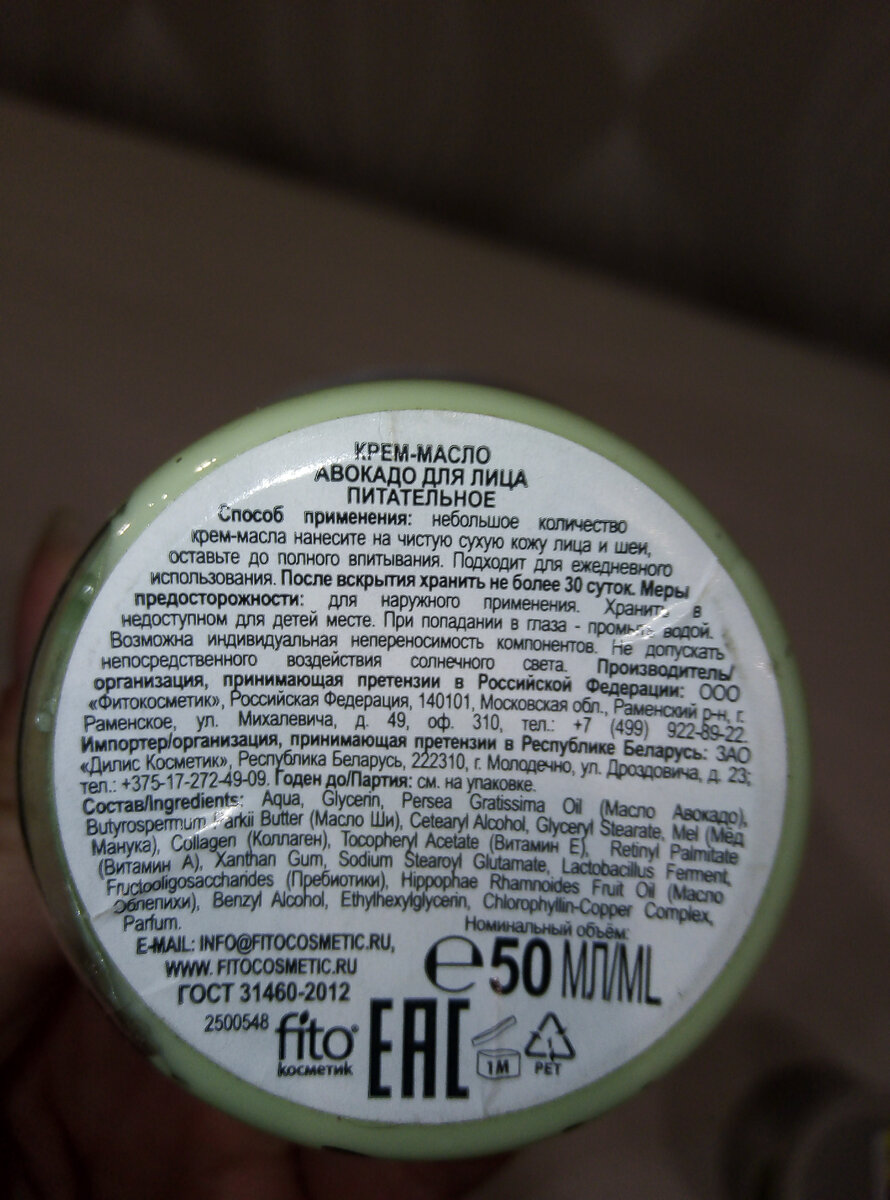 КРЕМ-МАСЛО
АВОКАДО ДЛЯ ЛИЦА
ПИТАТЕЛЬНОЕ
Способ применения: небольшое количество
крем-масла нанесите на чистую сухую кожу лица и шеи,
оставьте до полного впитывания. Подходит для ежедневного
использования. После вскрытия хранить не более 30 суток. Меры
предосторожности: для наружного применения. Хранить в
недоступном для детей месте. При попадании в глаза - промыть водой.
Возможна индивидуальная непереносимость компонентов. Не допускать
непосредственного воздействия солнечного света. Производитель/
организация, принимающая претензии в Российской Федерации: ООО
«Фитокосметик», Российская Федерация, 140101, Московская обл., Раменский р-н, г.
Раменское, ул. Михалевича, д. 49, оф. 310, тел.: +7 (499) 922-89-22.
Импортер/организация, принимающая претензии в Республике Беларусь: ЗАО
«Дилис Косметик», Республика Беларусь, 222310, г. Молодечно, ул. Дроздовича, д. 23;
тел.: +375-17-272-49-09. Годен до/Партия: см. на упаковке.
Состав/Ingredients: Aqua, Glycerin, Persea Gratissima Oil (Масло Авокадо),
Butyrospermum Parkii Butter (Масло Ши), Cetearyl Alcohol, Glyceryl Stearate, Mel (Мёд
Манука), Collagen (Коллаген), Tocopheryl Acetate (Витамин Е), Retinyl Palmitate
(Витамин А), Xanthan Gum, Sodium Stearoyl Glutamate, Lactobacillus Ferment,
Fructooligosaccharides (Пребиотики), Hippophae Rhamnoides Fruit Oil (Масло
Облепихи), Benzyl Alcohol, Ethylhexylglycerin, Chlorophyllin-Copper Complex,
Parfum.
Номинальный объём:
E-MAIL: INFO@FITOCOSMETIC.RU,
WWW. FITOCOSMETIC.RU
℮50 МЛ/ML
ГОСТ 31460-2012
2500548
fito®
косметик
EAC
1M
1
PET